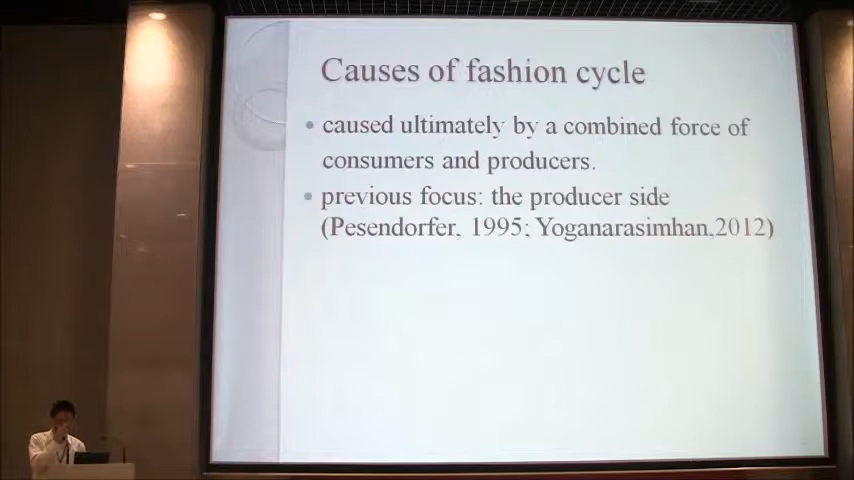 Causes of fashion cycle
• caused ultimately by a combined force of
consumers and producers.
• previous focus: the producer side
(Pesendorfer, 1995; Yoganarasimhan,2012)